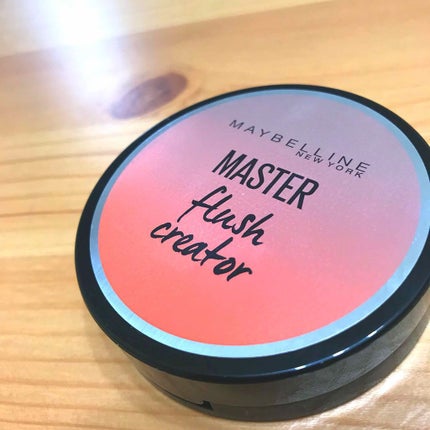 MAYBELLINE
NEW YORK
MASTER
flush
creator